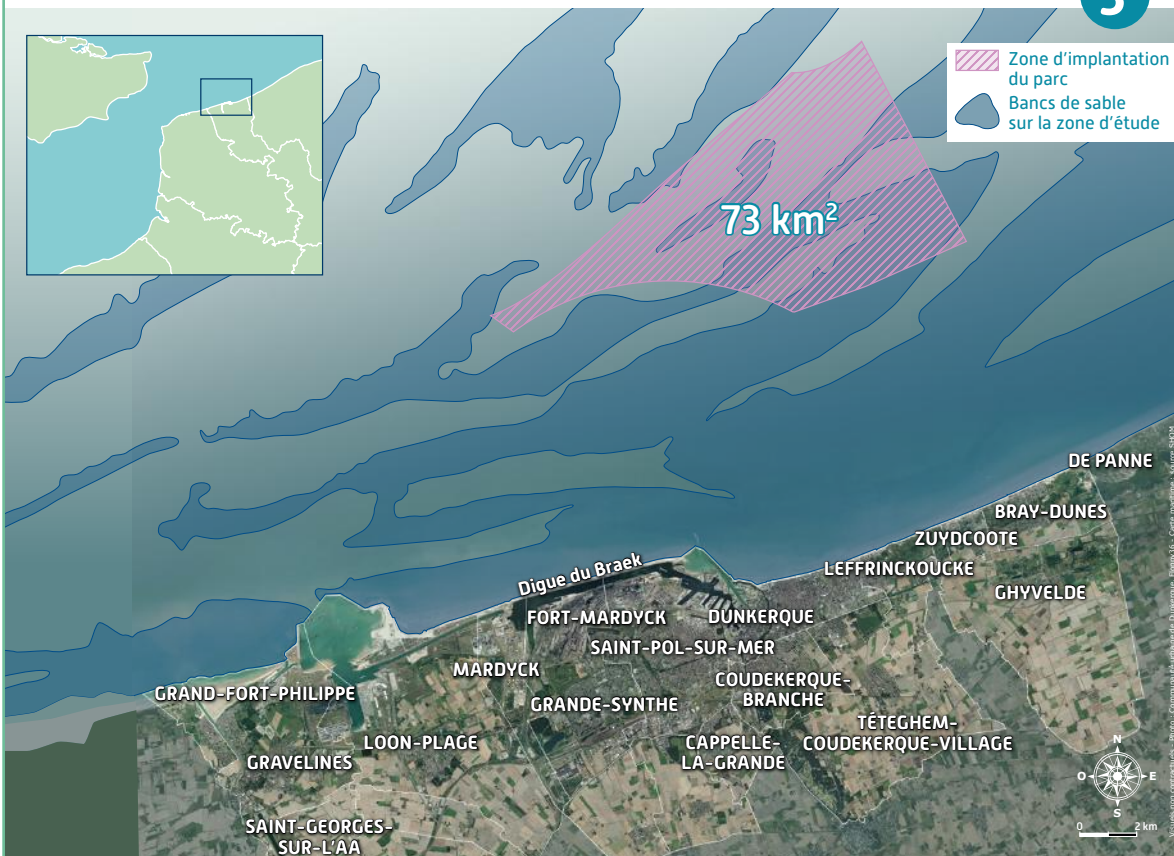 3
Zone d'implantation
du parc
Bancs de sable
sur la zone d'étude
73 km²
DE PANNE
BRAY-DUNES
ZUYDCOOTE
LEFFRINCKOUCKE
GHYVELDE
Digue du Braek
FORT-MARDYCK
DUNKERQUE
SAINT-POL-SUR-MER
MARDYCK
COUDEKERQUE-
BRANCHE
GRAND-FORT-PHILIPPE
GRANDE-SYNTHE
TÉTEGHEM-
COUDEKERQUE-VILLAGE
LOON-PLAGE
CAPPELLE-
LA-GRANDE
GRAVELINES
SAINT-GEORGES-
SUR-L'AA
N
O
E
S
0
2 km